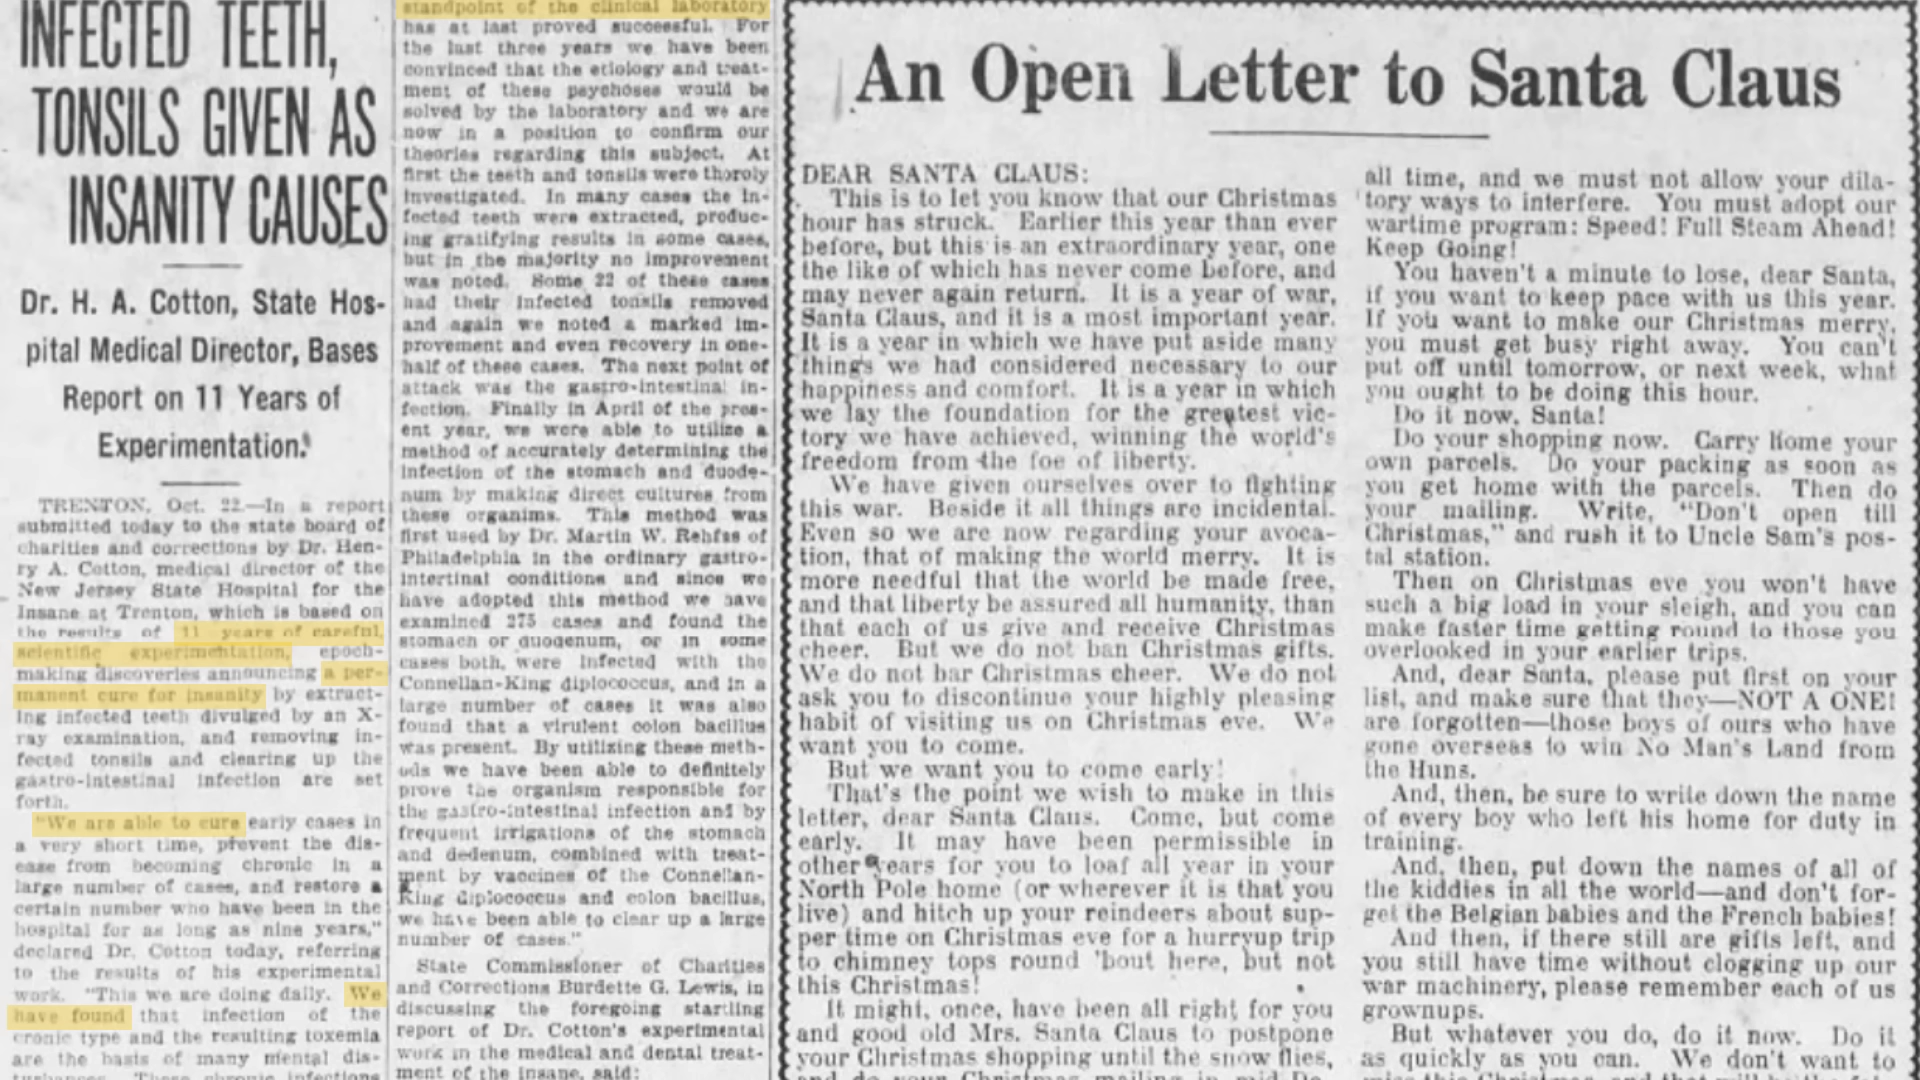 INFECTED TEETH,
TONSILS GIVEN AS
INSANITY CAUSES
Dr. H. A. Cotton, State Hos-
pital Medical Director, Bases
Report on 11 Years of
Experimentation.
TRENTON, Oct. 22.—In a report
submitted today to the state board of
charities and corrections by Dr. Hen-
ry A. Cotton, medical director of the
New Jersey State Hospital for the
Insane at Trenton, which is based on
the results of 11 years of careful,
scientific experimentation, epoch-
making discoveries announcing a per-
manent cure for insanity by extract-
ing infected teeth divulged by an X-
ray examination, and removing in-
fected tonsils and clearing up the
gastro-intestinal infection are set
forth.
"We are able to cure early cases in
a very short time, prevent the dis-
ease from becoming chronic in a
large number of cases, and restore a
certain number who have been in the
hospital for as long as nine years,"
declared Dr. Cotton today, referring
to the results of his experimental
work. "This we are doing daily. We
have found that infection of the
cronic type and the resulting toxemia
are the basis of many mental dis-
These chronic infections
standpoint of the clinical laboratory
has at last proved successful. For
the last three years we have been
convinced that the etiology and treat-
ment of these psychoses would be
solved by the laboratory and we are
now in a position to confirm our
theories regarding this subject. At
first the teeth and tonsils were thoroly
investigated. In many cases the in-
fected teeth were extracted, produc-
ing gratifying results in some cases,
but in the majority no improvement
was noted. Some 22 of these cases
had their infected tonsils removed
and again we noted a marked im-
provement and even recovery in one-
half of these cases. The next point of
attack was the gastro-intestinal in-
fection. Finally in April of the pres-
ent year, we were able to utilize a
method of accurately determining the
infection of the stomach and duode-
num by making direct cultures from
these organims. This method was
first used by Dr. Martin W. Rehfus of
Philadelphia in the ordinary gastro-
intertinal conditions and since we
have adopted this method we have
examined 275 cases and found the
stomach or duodenum, or in some
cases both, were infected with the
Connellan-King diplococcus, and in a
large number of cases it was also
found that a virulent colon bacillus
was present. By utilizing these meth-
ods we have been able to definitely
prove the organism responsible for
the gastro-intestinal infection and by
frequent irrigations of the stomach
and dedenum, combined with treat-
ment by vaccines of the Connellan-
King diplococcus and colon bacillus,
we have been able to clear up a large
number of cases."
State Commissioner of Charities
and Corrections Burdette G. Lewis, in
discussing the foregoing startling
report of Dr. Cotton's experimental
work in the medical and dental treat-
ment of the insane, said:
An Open Letter to Santa Claus
DEAR SANTA CLAUS:
This is to let you know that our Christmas
hour has struck. Earlier this year than ever
before, but this is an extraordinary year, one
the like of which has never come before, and
may never again return. It is a year of war,
Santa Claus, and it is a most important year.
It is a year in which we have put aside many
things we had considered necessary to our
happiness and comfort. It is a year in which
we lay the foundation for the greatest vic-
tory we have achieved, winning the world's
freedom from the foe of liberty.
We have given ourselves over to fighting
this war. Beside it all things are incidental.
Even so we are now regarding your avoca-
tion, that of making the world merry. It is
more needful that the world be made free,
and that liberty be assured all humanity, than
that each of us give and receive Christmas
cheer. But we do not ban Christmas gifts.
We do not bar Christmas cheer. We do not
ask you to discontinue your highly pleasing
habit of visiting us on Christmas eve. We
want you to come.
But we want you to come early!
That's the point we wish to make in this
letter, dear Santa Claus. Come, but come
early. It may have been permissible in
other years for you to loaf all year in your
North Pole home (or wherever it is that you
live) and hitch up your reindeers about sup-
per time on Christmas eve for a hurryup trip
to chimney tops round 'bout here, but not
this Christmas!
It might, once, have been all right for you
and good old Mrs. Santa Claus to postpone
your Christmas shopping until the snow flies,
and do your Christmas mailing in mid De-
all time, and we must not allow your dila-
tory ways to interfere. You must adopt our
wartime program: Speed! Full Steam Ahead!
Keep Going!
You haven't a minute to lose, dear Santa,
if you want to keep pace with us this year.
If you want to make our Christmas merry,
you must get busy right away. You can't
put off until tomorrow, or next week, what
you ought to be doing this hour.
Do it now, Santa!
Do your shopping now. Carry home your
own parcels. Do your packing as soon as
you get home with the parcels. Then do
your mailing. Write, "Don't open till
Christmas," and rush it to Uncle Sam's pos-
tal station.
Then on Christmas eve you won't have
such a big load in your sleigh, and you can
make faster time getting round to those you
overlooked in your earlier trips.
And, dear Santa, please put first on your
list, and make sure that they—NOT A ONE!
are forgotten—those boys of ours who have
gone overseas to win No Man's Land from
the Huns.
And, then, be sure to write down the name
of every boy who left his home for duty in
training.
And, then, put down the names of all of
the kiddies in all the world—and don't for-
get the Belgian babies and the French babies!
And then, if there still are gifts left, and
you still have time without clogging up our
war machinery, please remember each of us
grownups.
But whatever you do, do it now. Do it
as quickly as you can. We don't want to